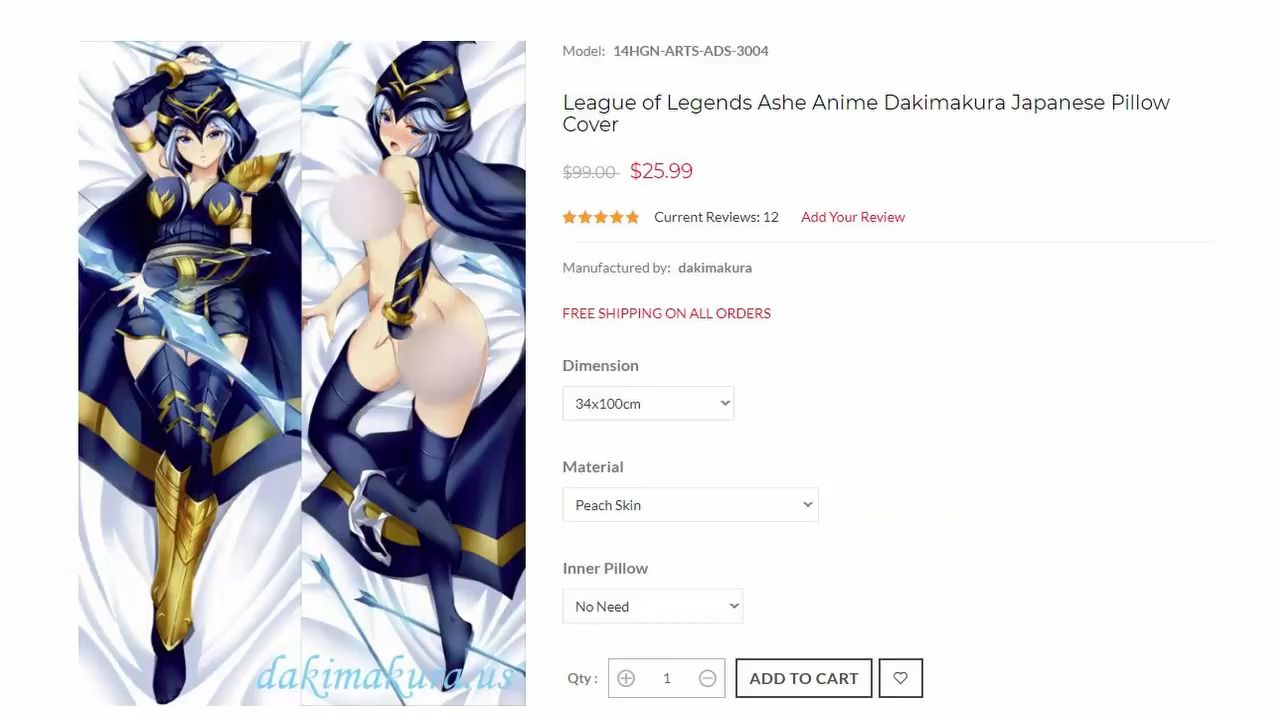 Model: 14HGN-ARTS-ADS-3004
League of Legends Ashe Anime Dakimakura Japanese Pillow
Cover
$99.00 $25.99
Current Reviews: 12 Add Your Review
Manufactured by: dakimakura
FREE SHIPPING ON ALL ORDERS
Dimension
34x100cm
Material
Peach Skin
Inner Pillow
No Need
Qty : 1 ADD TO CART
dakimakura.us